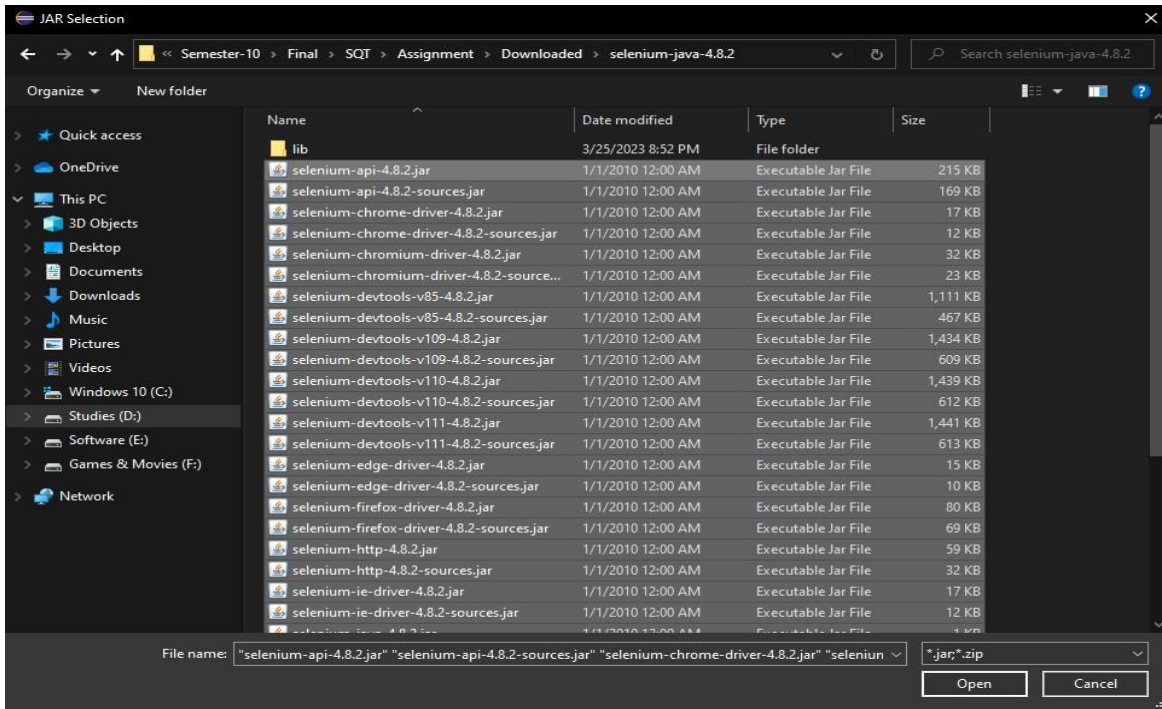 JAR Selection
« Semester-10 > Final > SQT > Assignment > Downloaded > selenium-java-4.8.2
Search selenium-java-4.8.2
Organize
New folder
Name Date modified Type Size
Quick access
OneDrive
This PC
3D Objects
Desktop
Documents
Downloads
Music
Pictures
Videos
Windows 10 (C:)
Studies (D:)
Software (E:)
Games & Movies (F:)
Network
lib 3/25/2023 8:52 PM File folder
selenium-api-4.8.2.jar 1/1/2010 12:00 AM Executable Jar File 215 KB
selenium-api-4.8.2-sources.jar 1/1/2010 12:00 AM Executable Jar File 169 KB
selenium-chrome-driver-4.8.2.jar 1/1/2010 12:00 AM Executable Jar File 17 KB
selenium-chrome-driver-4.8.2-sources.jar 1/1/2010 12:00 AM Executable Jar File 12 KB
selenium-chromium-driver-4.8.2.jar 1/1/2010 12:00 AM Executable Jar File 32 KB
selenium-chromium-driver-4.8.2-source... 1/1/2010 12:00 AM Executable Jar File 23 KB
selenium-devtools-v85-4.8.2.jar 1/1/2010 12:00 AM Executable Jar File 1,111 KB
selenium-devtools-v85-4.8.2-sources.jar 1/1/2010 12:00 AM Executable Jar File 467 KB
selenium-devtools-v109-4.8.2.jar 1/1/2010 12:00 AM Executable Jar File 1,434 KB
selenium-devtools-v109-4.8.2-sources.jar 1/1/2010 12:00 AM Executable Jar File 609 KB
selenium-devtools-v110-4.8.2.jar 1/1/2010 12:00 AM Executable Jar File 1,439 KB
selenium-devtools-v110-4.8.2-sources.jar 1/1/2010 12:00 AM Executable Jar File 612 KB
selenium-devtools-v111-4.8.2.jar 1/1/2010 12:00 AM Executable Jar File 1,441 KB
selenium-devtools-v111-4.8.2-sources.jar 1/1/2010 12:00 AM Executable Jar File 613 KB
selenium-edge-driver-4.8.2.jar 1/1/2010 12:00 AM Executable Jar File 15 KB
selenium-edge-driver-4.8.2-sources.jar 1/1/2010 12:00 AM Executable Jar File 10 KB
selenium-firefox-driver-4.8.2.jar 1/1/2010 12:00 AM Executable Jar File 80 KB
selenium-firefox-driver-4.8.2-sources.jar 1/1/2010 12:00 AM Executable Jar File 69 KB
selenium-http-4.8.2.jar 1/1/2010 12:00 AM Executable Jar File 59 KB
selenium-http-4.8.2-sources.jar 1/1/2010 12:00 AM Executable Jar File 32 KB
selenium-ie-driver-4.8.2.jar 1/1/2010 12:00 AM Executable Jar File 17 KB
selenium-ie-driver-4.8.2-sources.jar 1/1/2010 12:00 AM Executable Jar File 12 KB
File name: "selenium-api-4.8.2.jar" "selenium-api-4.8.2-sources.jar" "selenium-chrome-driver-4.8.2.jar" "seleniun
*.jar;*.zip
Open
Cancel